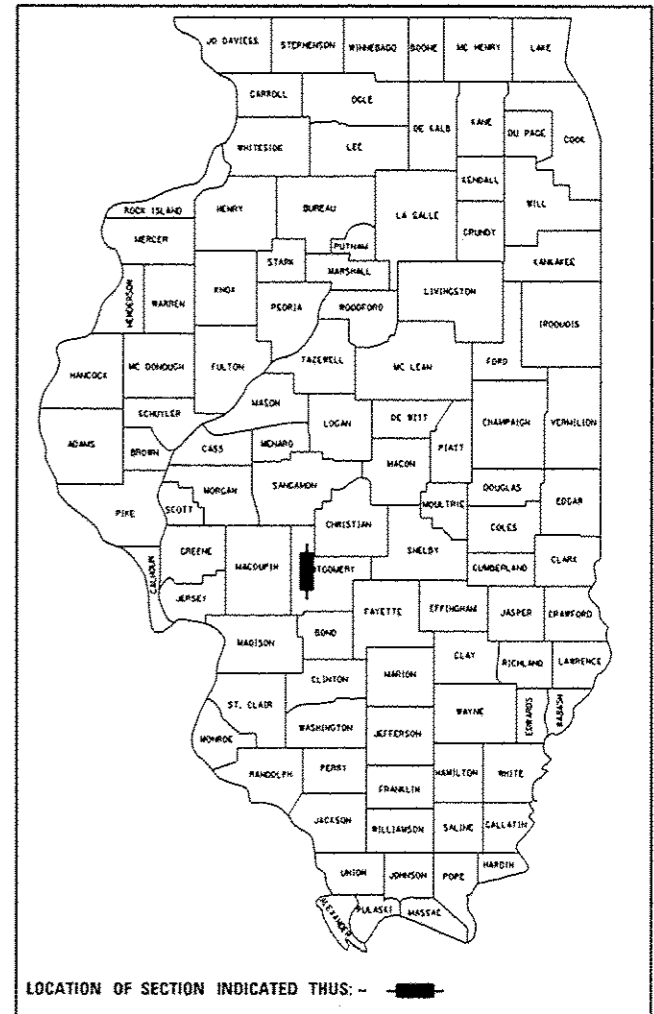 JO DAVIESS STEPHENSON WINNEBAGO BOONE MC HENRY LAKE
CARROLL OGLE DE KALB KANE DU PAGE COOK
WHITESIDE LEE KENDALL WILL
ROCK ISLAND HENRY BUREAU LA SALLE GRUNDY
MERCER PUTNAM KANKAKEE
STARK MARSHALL
HENDERSON WARREN KNOX PEORIA WOODFORD LIVINGSTON IROQUOIS
HANCOCK MC DONOUGH FULTON TAZEWELL MC LEAN FORD
SCHUYLER MASON LOGAN DE WITT CHAMPAIGN VERMILION
ADAMS BROWN CASS MENARD MACON PIATT
PIKE SCOTT MORGAN SANGAMON MOULTRIE DOUGLAS EDGAR
CHRISTIAN COLES
CALHOUN GREENE MACOUPIN NTGOMERY SHELBY CUMBERLAND CLARK
JERSEY FAYETTE EFFINGHAM JASPER CRAWFORD
MADISON BOND CLAY RICHLAND LAWRENCE
CLINTON MARION
ST. CLAIR WASHINGTON JEFFERSON WAYNE EDWARDS WABASH
MONROE
RANDOLPH PERRY FRANKLIN HAMILTON WHITE
JACKSON WILLIAMSON SALINE GALLATIN
UNION JOHNSON POPE HARDIN
ALEXANDER PULASKI MASSAC
LOCATION OF SECTION INDICATED THUS: -